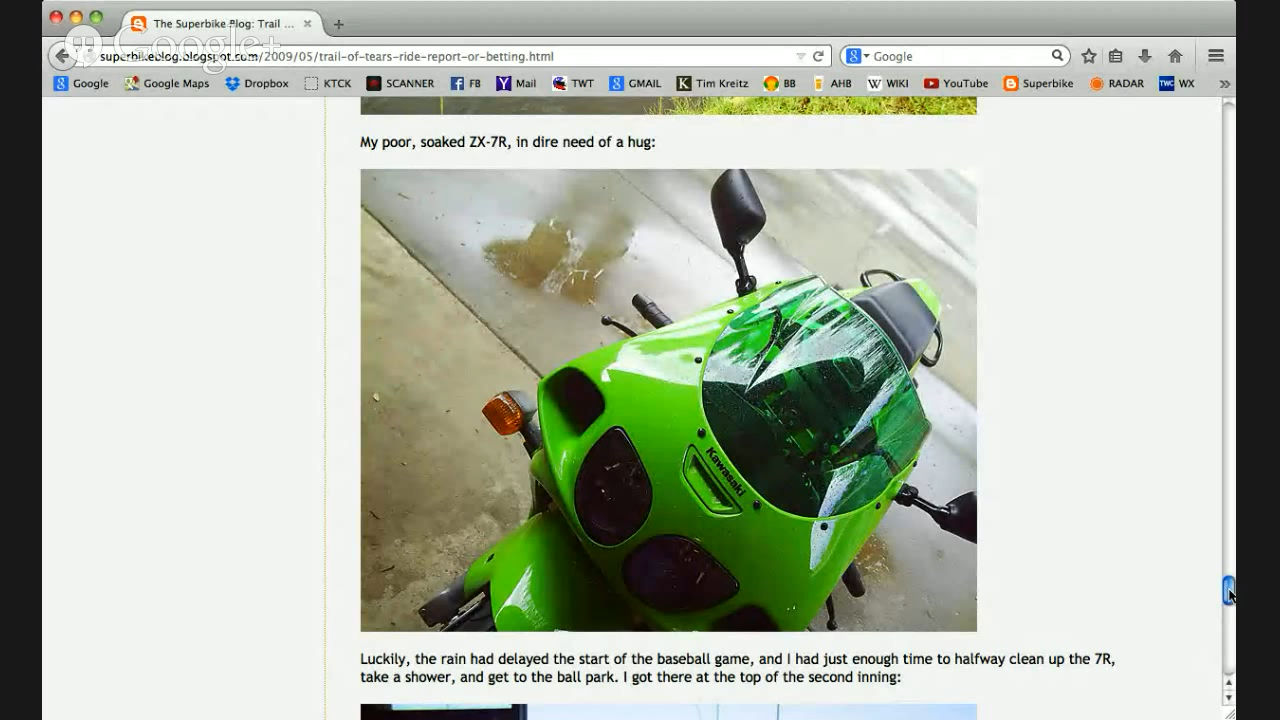 The Superbike Blog: Trail ...
Google+
superbikeblog.blogspot.com/2009/05/trail-of-tears-ride-report-or-betting.html
Google
Google Google Maps Dropbox KTCK SCANNER FB Mail TWT GMAIL Tim Kreitz BB AHB WIKI YouTube Superbike RADAR WX
My poor, soaked ZX-7R, in dire need of a hug:
Kawasaki
Luckily, the rain had delayed the start of the baseball game, and I had just enough time to halfway clean up the 7R,
take a shower, and get to the ball park. I got there at the top of the second inning: